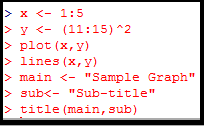 > x <- 1:5
> y <- (11:15)^2
> plot(x,y)
> lines(x,y)
> main <- "Sample Graph"
> sub<- "Sub-title"
> title(main,sub)